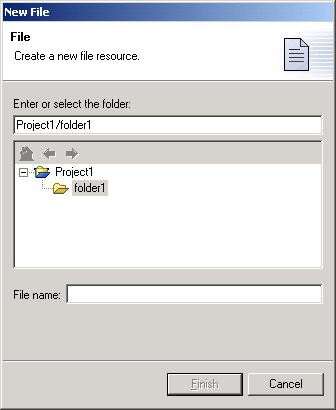 New File
File
Create a new file resource.
Enter or select the folder:
Project1/folder1
Project1
folder1
File name:
Finish Cancel